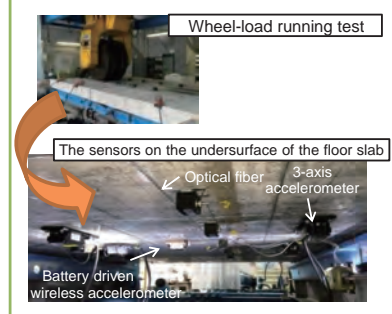 Wheel-load running test
The sensors on the undersurface of the floor slab
Optical fiber
3-axis
accelerometer
Battery driven
wireless accelerometer